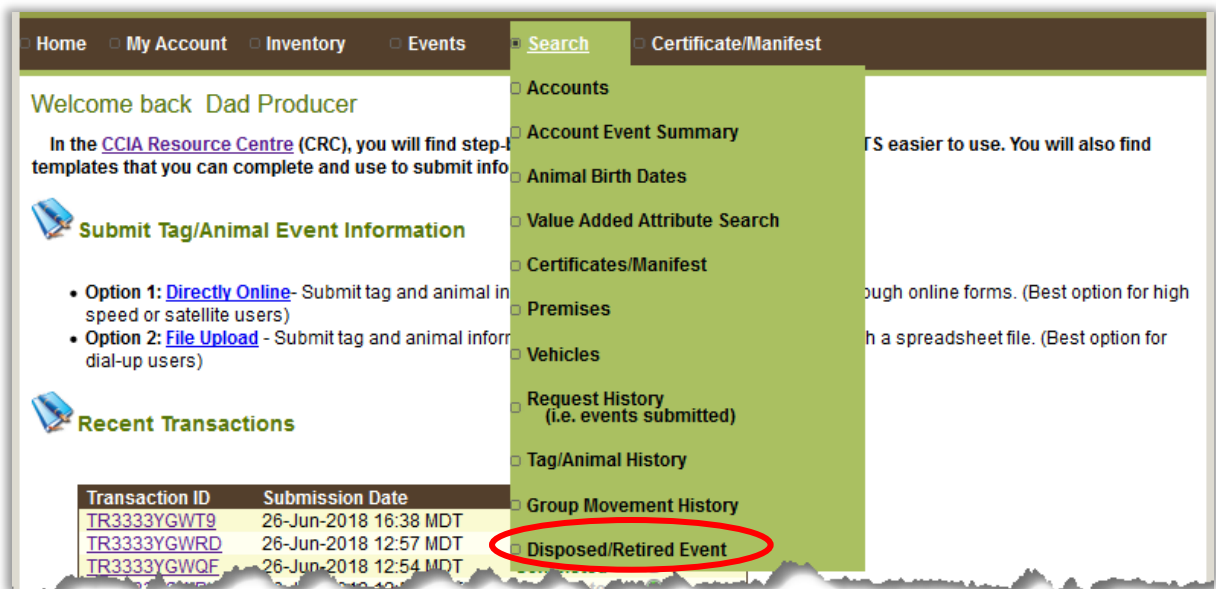 Home My Account Inventory Events Search Certificate/Manifest
Accounts
Account Event Summary
Animal Birth Dates
Value Added Attribute Search
Certificates/Manifest
Premises
Vehicles
Request History
(i.e. events submitted)
Tag/Animal History
Group Movement History
Disposed/Retired Event
Welcome back Dad Producer
In the CCIA Resource Centre (CRC), you will find easier to use. You will also find
templates that you can complete and use to submit
Submit Tag/Animal Event Information
Option 1: Directly Online- Submit tag and animal through online forms. (Best option for high
speed or satellite users)
Option 2: File Upload - Submit tag and animal a spreadsheet file. (Best option for
dial-up users)
Recent Transactions
Transaction ID Submission Date
TR3333YGWT9 26-Jun-2018 16:38 MDT
TR3333YGWRD 26-Jun-2018 12:57 MDT
TR3333YGWQF 26-Jun-2018 12:54 MDT